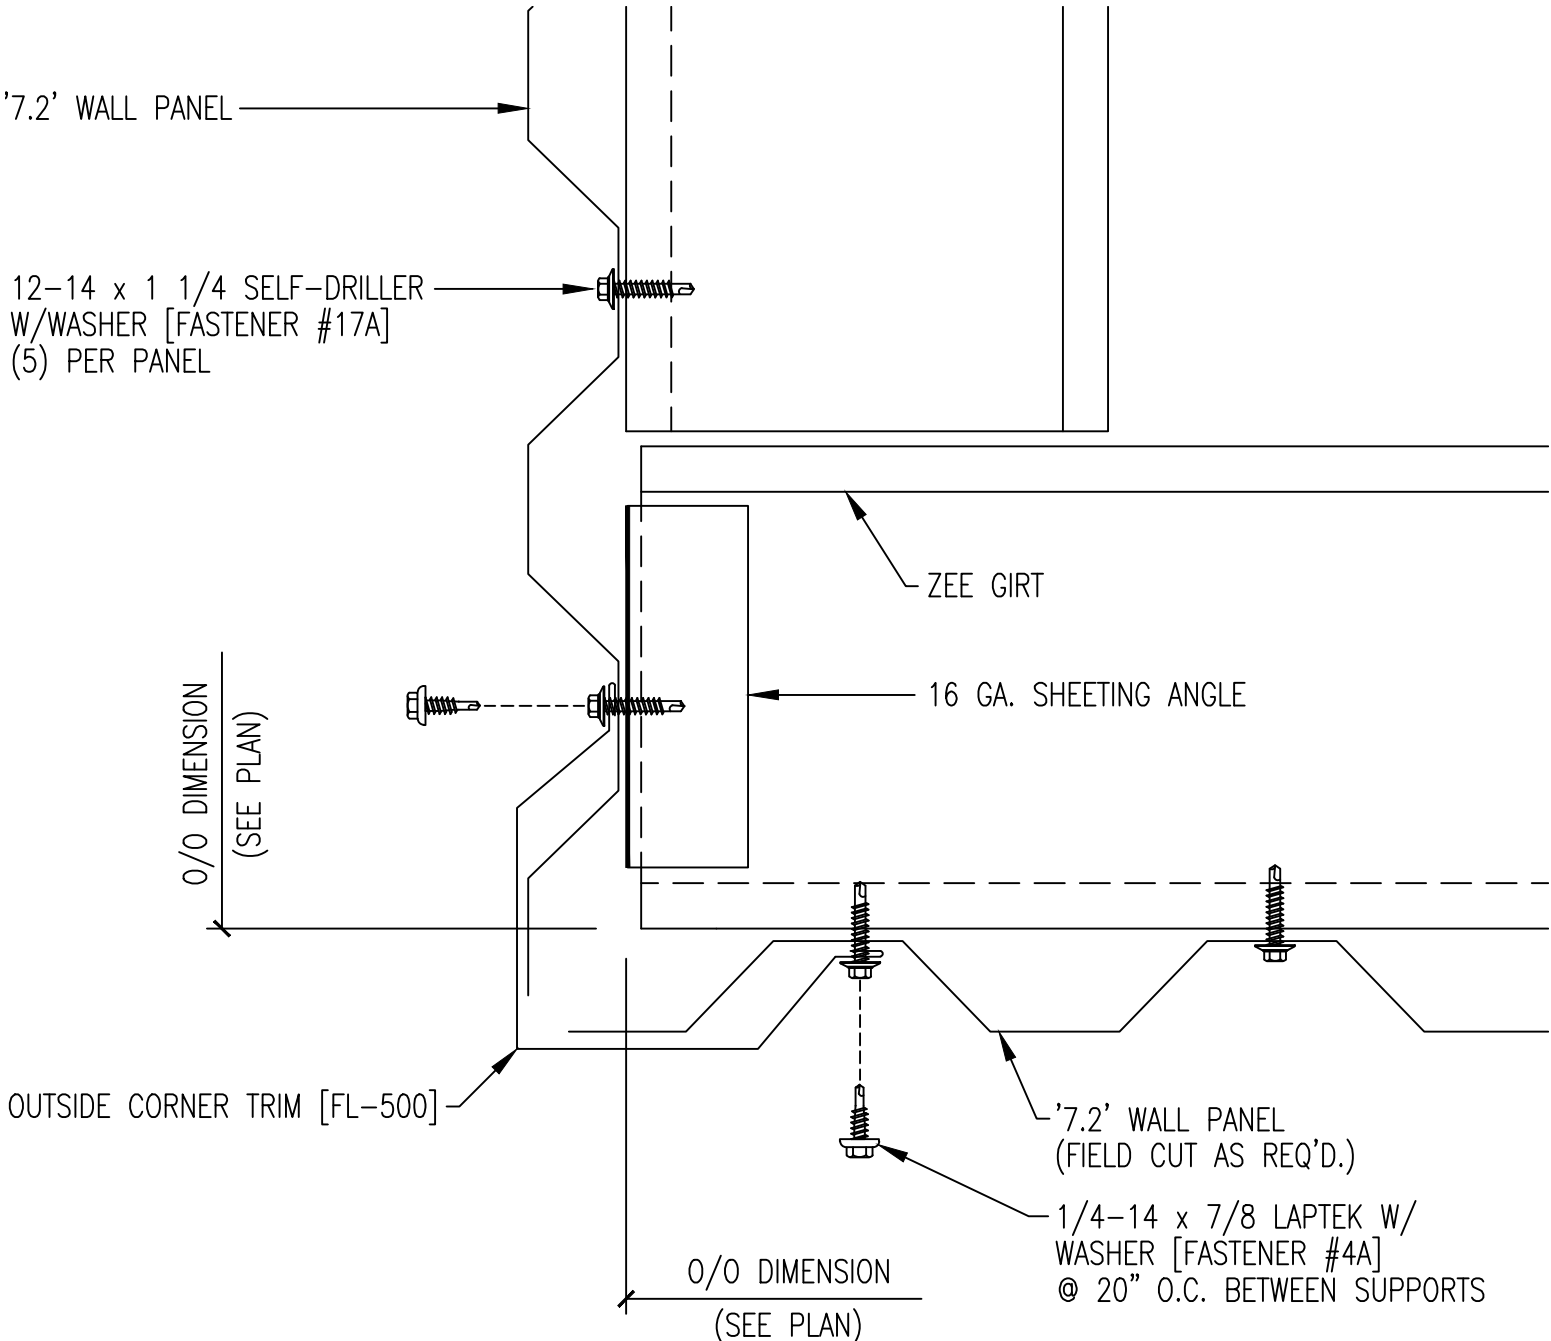 '7.2' WALL PANEL
12-14 x 1 1/4 SELF-DRILLER
W/WASHER [FASTENER #17A]
(5) PER PANEL
ZEE GIRT
16 GA. SHEETING ANGLE
O/O DIMENSION
(SEE PLAN)
OUTSIDE CORNER TRIM [FL-500]
'7.2' WALL PANEL
(FIELD CUT AS REQ'D.)
1/4-14 x 7/8 LAPTEK W/
WASHER [FASTENER #4A]
@ 20" O.C. BETWEEN SUPPORTS
O/O DIMENSION
(SEE PLAN)